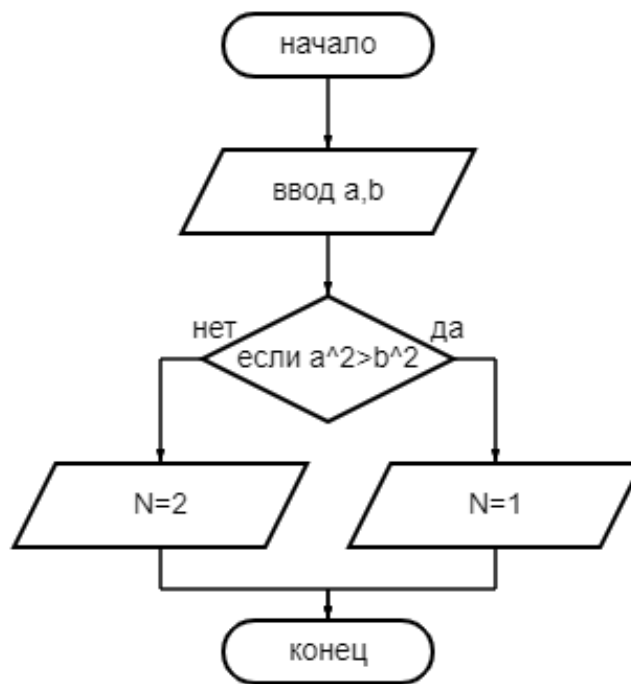 начало
ввод a,b
нет
да
если a^2>b^2
N=2
N=1
конец